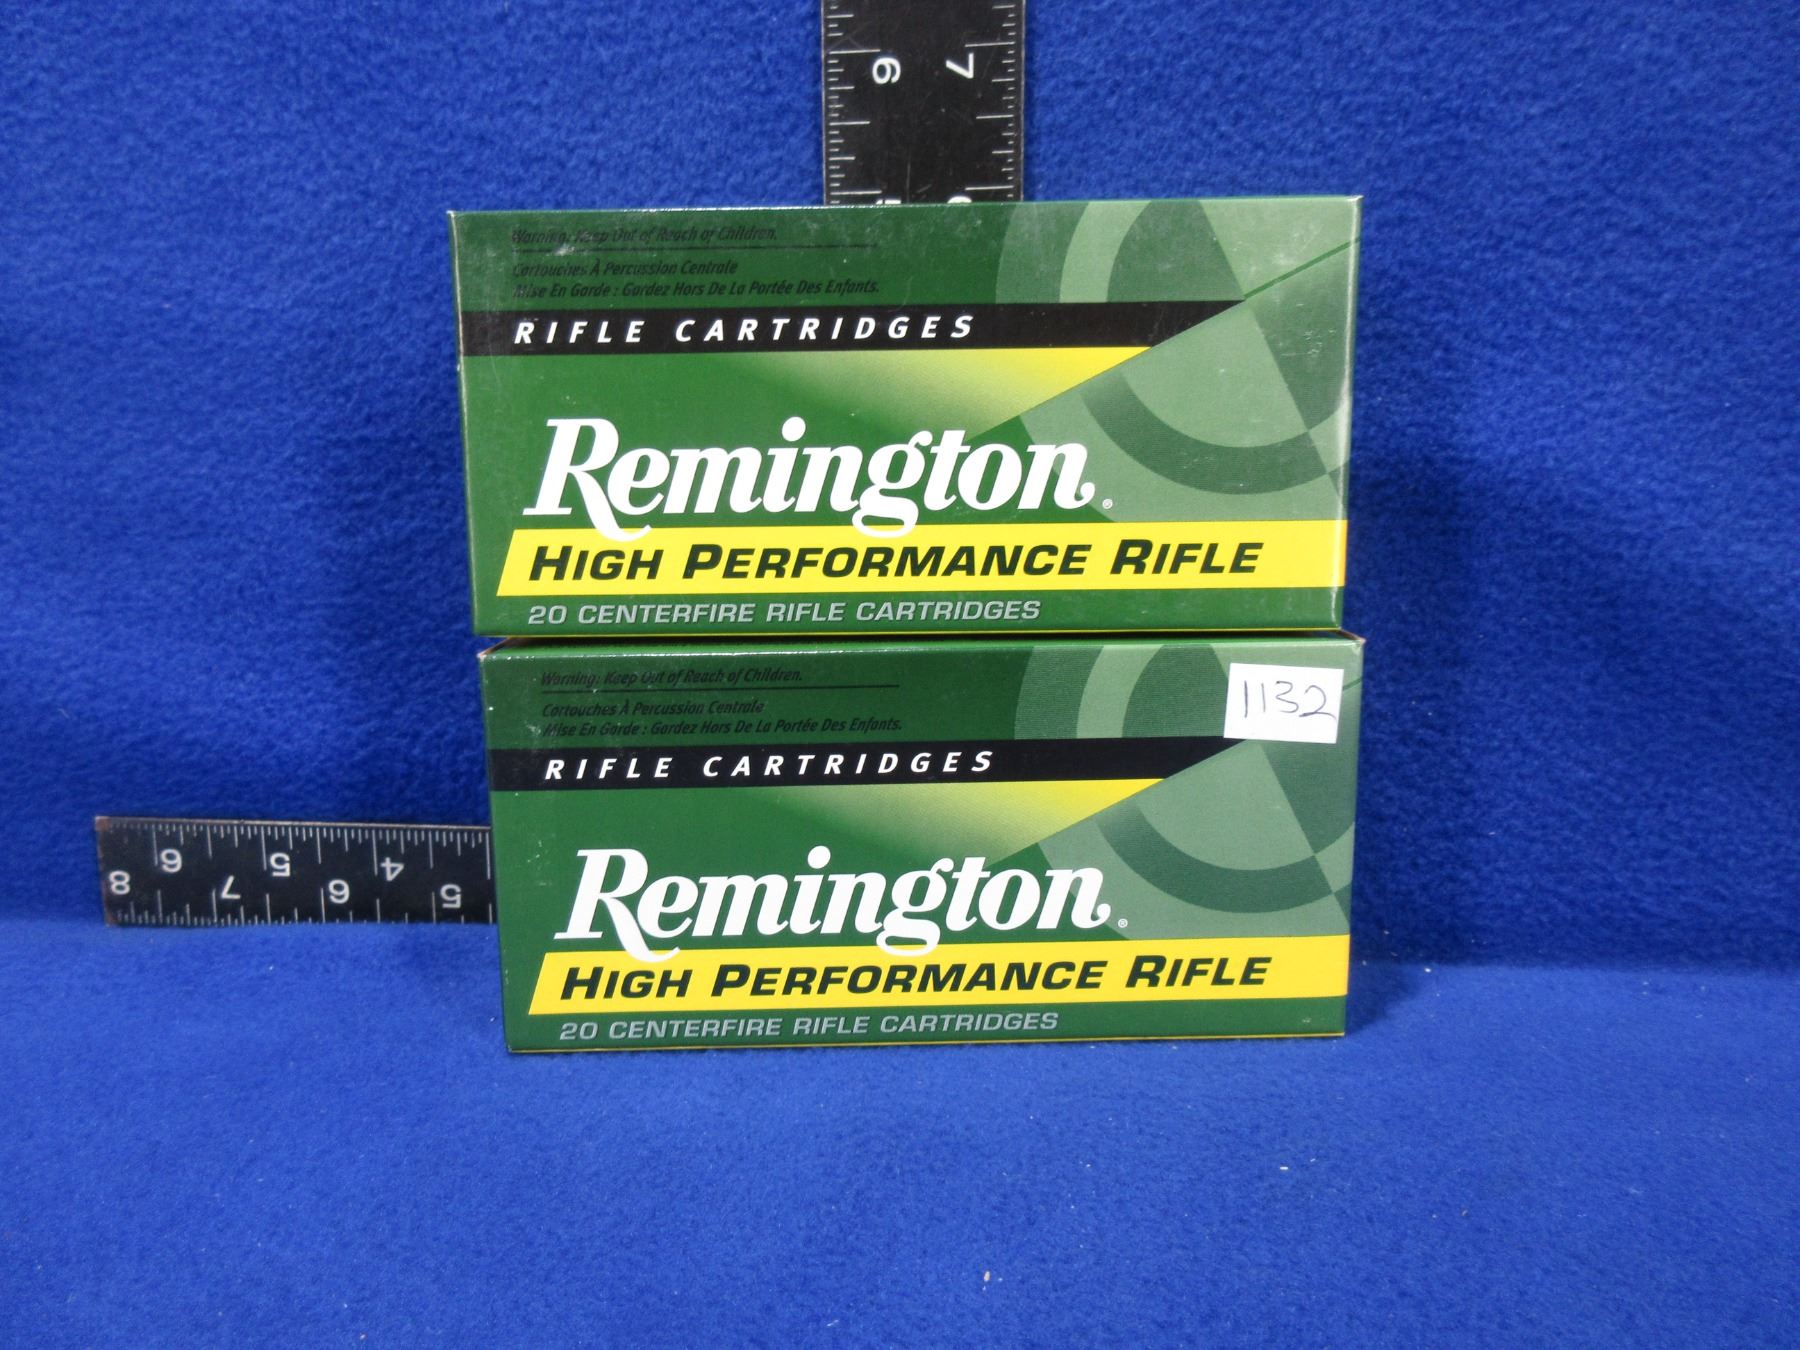 6 7
Warning: Keep Out of Reach of Children.
Cartouches À Percussion Centrale
Mise En Garde : Gardez Hors De La Portée Des Enfants.
RIFLE CARTRIDGES
Remington®
HIGH PERFORMANCE RIFLE
20 CENTERFIRE RIFLE CARTRIDGES
Warning: Keep Out of Reach of Children.
1132
Cartouches À Percussion Centrale
Mise En Garde : Gardez Hors De La Portée Des Enfants.
RIFLE CARTRIDGES
Remington®
HIGH PERFORMANCE RIFLE
20 CENTERFIRE RIFLE CARTRIDGES
6 5 4
8 7 6 5